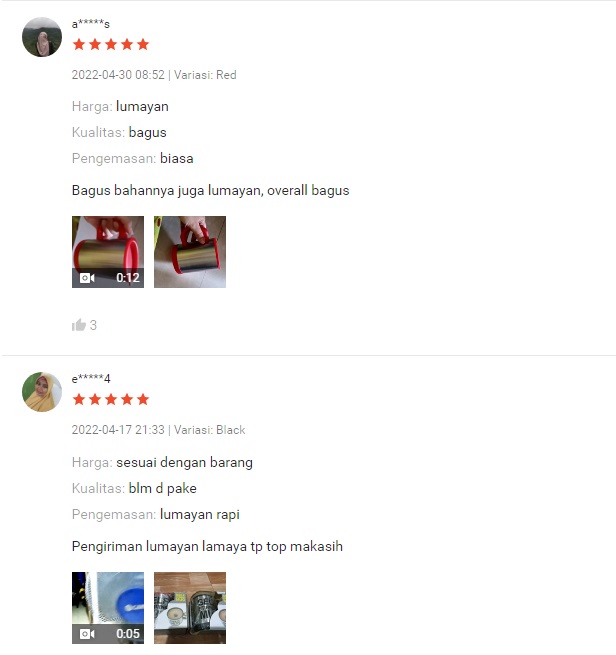 a*****s
2022-04-30 08:52 | Variasi: Red
Harga: lumayan
Kualitas: bagus
Pengemasan: biasa
Bagus bahannya juga lumayan, overall bagus
0:12
3
e*****4
2022-04-17 21:33 | Variasi: Black
Harga: sesuai dengan barang
Kualitas: blm d pake
Pengemasan: lumayan rapi
Pengiriman lumayan lamaya tp top makasih
0:05